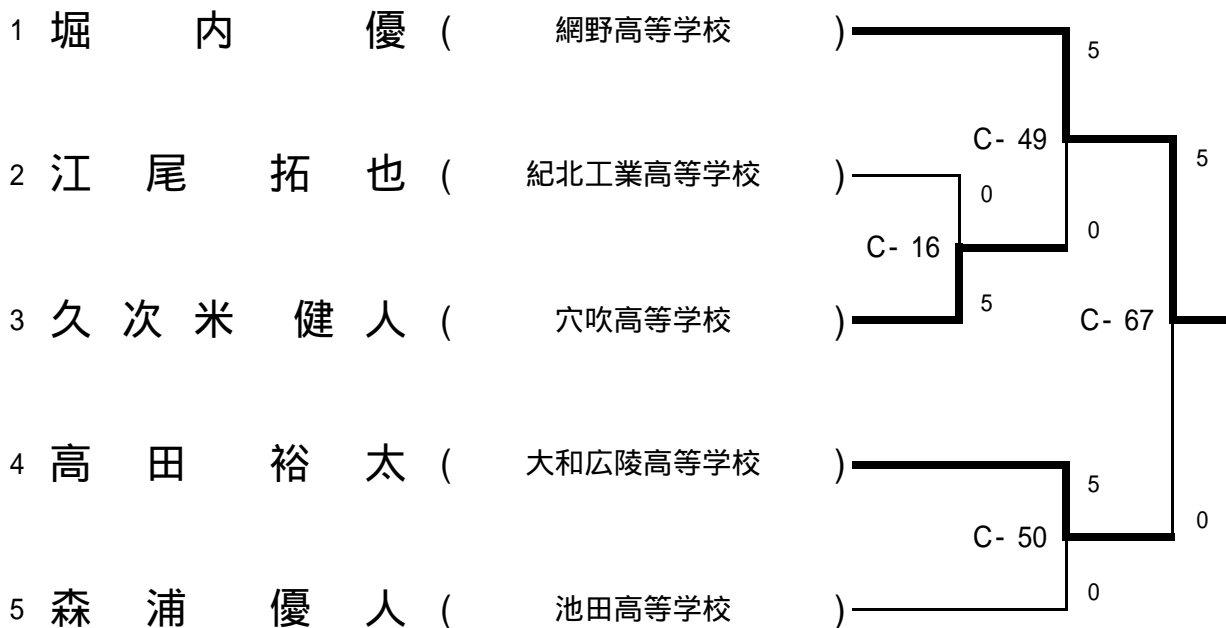 1 堀内優 ( 網野高等学校 )
5
C- 49
2 江尾拓也 ( 紀北工業高等学校 )
5
0
0
C- 16
3 久次米健人 ( 穴吹高等学校 )
5
C- 67
4 高田裕太 ( 大和広陵高等学校 )
5
0
C- 50
5 森浦優人 ( 池田高等学校 )
0